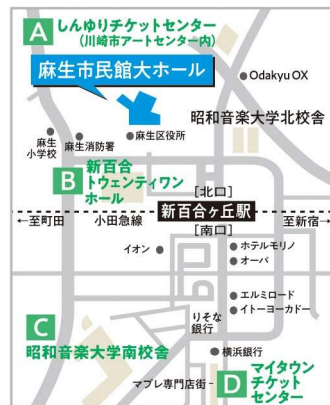 A しんゆりチケットセンター
（川崎市アートセンター内）
麻生市民館大ホール
Odakyu OX
昭和音楽大学北校舎
麻生
小学校
麻生消防署
麻生区役所
B 新百合
トウェンティワン
ホール
[北口]
新百合ヶ丘駅
[南口]
←至町田
小田急線
至新宿→
イオン
ホテルモリノ
オーパ
エルミロード
イトーヨーカドー
りそな
銀行
C
昭和音楽大学南校舎
横浜銀行
マプレ専門店街
D マイタウン
チケット
センター